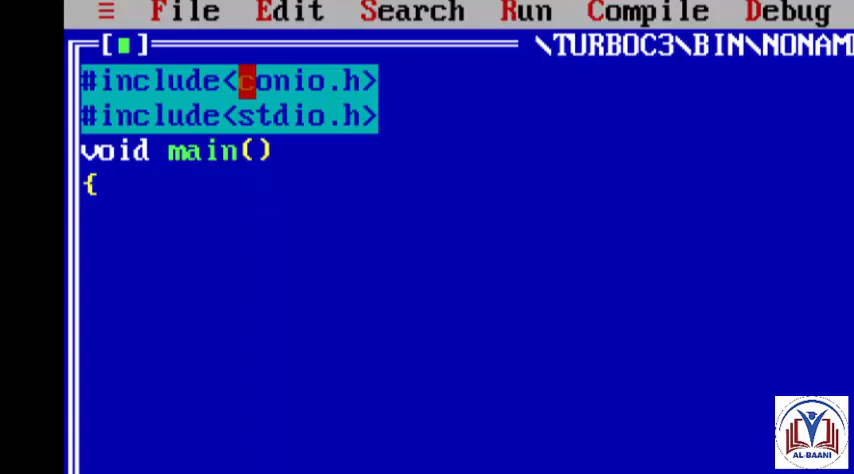 ≡ File Edit Search Run Compile Debug
[■] \TURBOC3\BIN\NONAM
#include<conio.h>
#include<stdio.h>
void main()
{
AL-BAANI